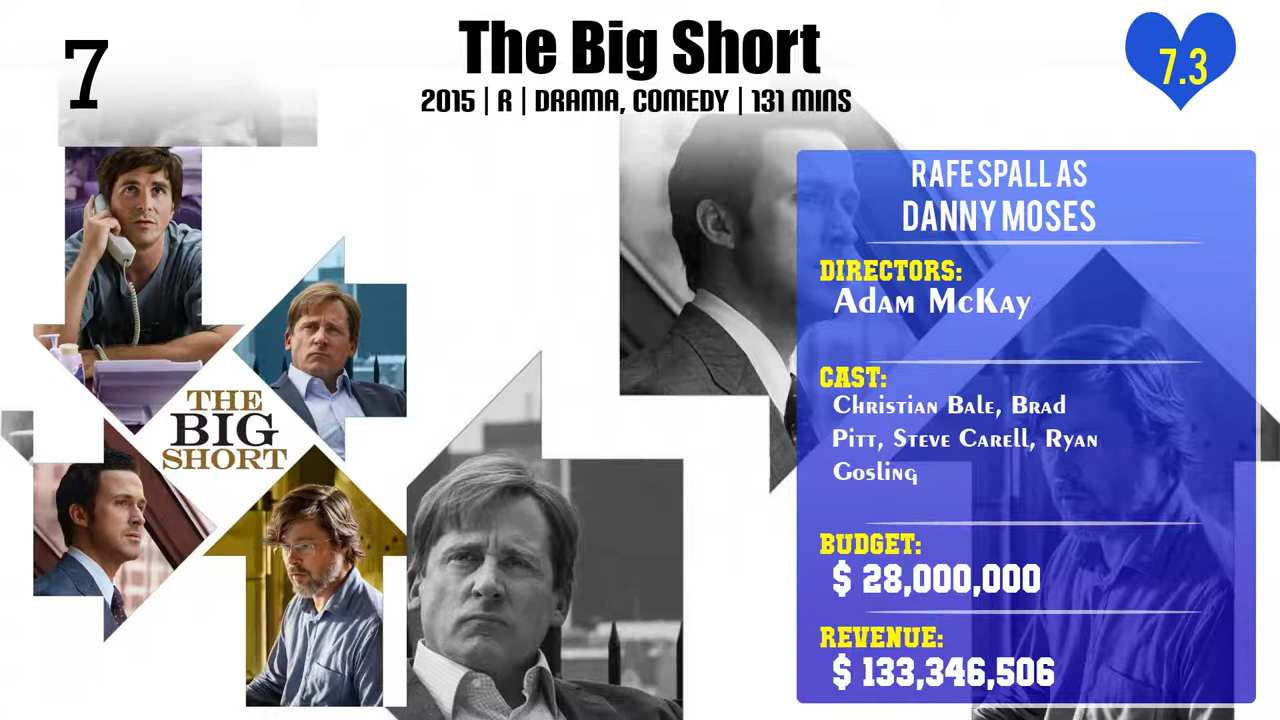 7
The Big Short
2015 | R | DRAMA, COMEDY | 131 MINS
7.3
THE
BIG
SHORT
RAFE SPALL AS
DANNY MOSES
DIRECTORS:
Adam McKay
CAST:
Christian Bale, Brad
Pitt, Steve Carell, Ryan
Gosling
BUDGET:
$ 28,000,000
REVENUE:
$ 133,346,506